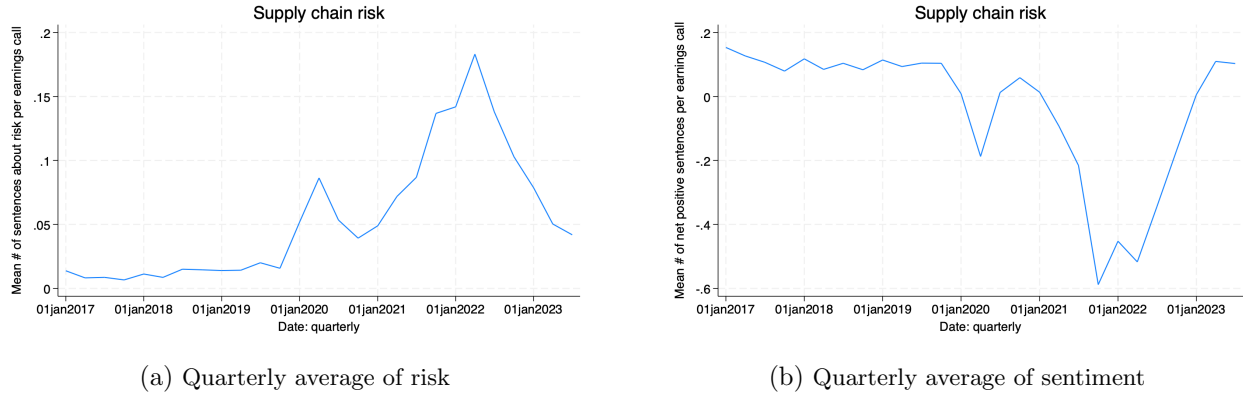 Supply chain risk
Mean # of sentences about risk per earnings call
.2
.15
.1
.05
0
01jan2017 01jan2018 01jan2019 01jan2020 01jan2021 01jan2022 01jan2023
Date: quarterly
(a) Quarterly average of risk
Supply chain risk
Mean # of net positive sentences per earnings call
.2
0
-.2
-.4
-.6
01jan2017 01jan2018 01jan2019 01jan2020 01jan2021 01jan2022 01jan2023
Date: quarterly
(b) Quarterly average of sentiment